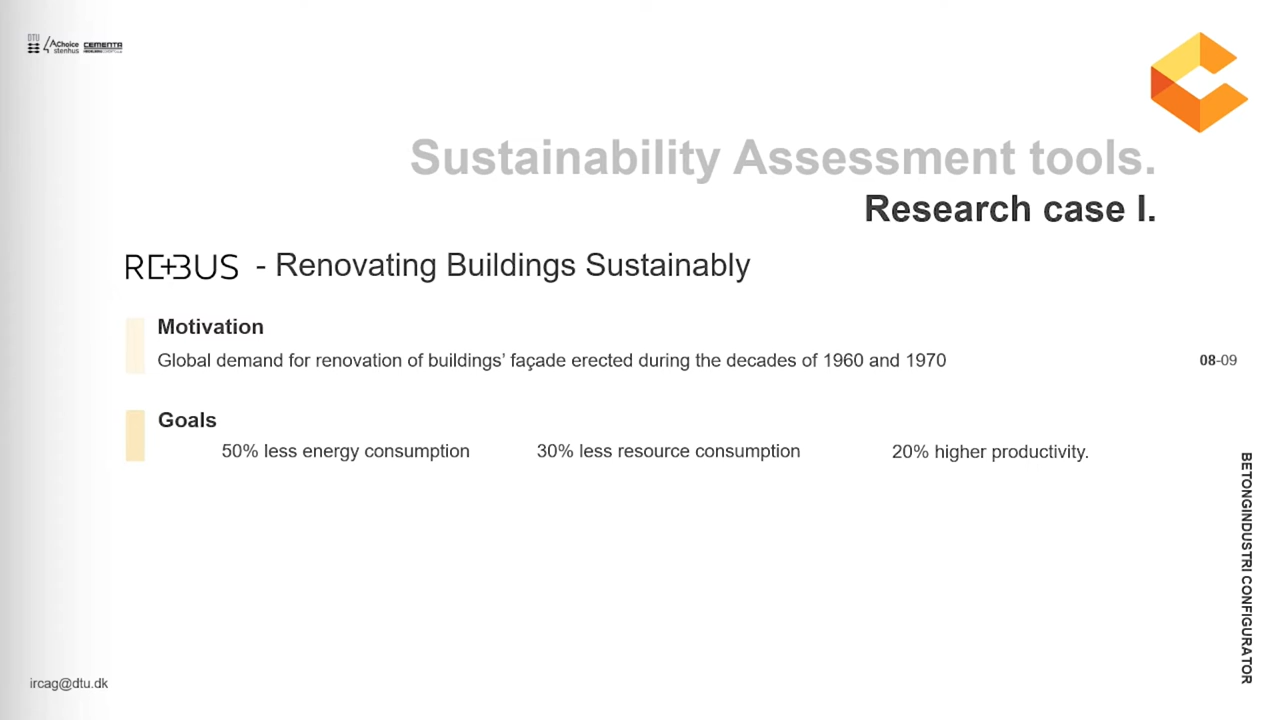 DTU
AChoice
stenhus
CEMENTA
Sustainability Assessment tools.
Research case I.
RE+BUS - Renovating Buildings Sustainably
Motivation
Global demand for renovation of buildings’ façade erected during the decades of 1960 and 1970
08-09
Goals
50% less energy consumption
30% less resource consumption
20% higher productivity.
BETONGINDUSTRI CONFIGURATOR
ircag@dtu.dk